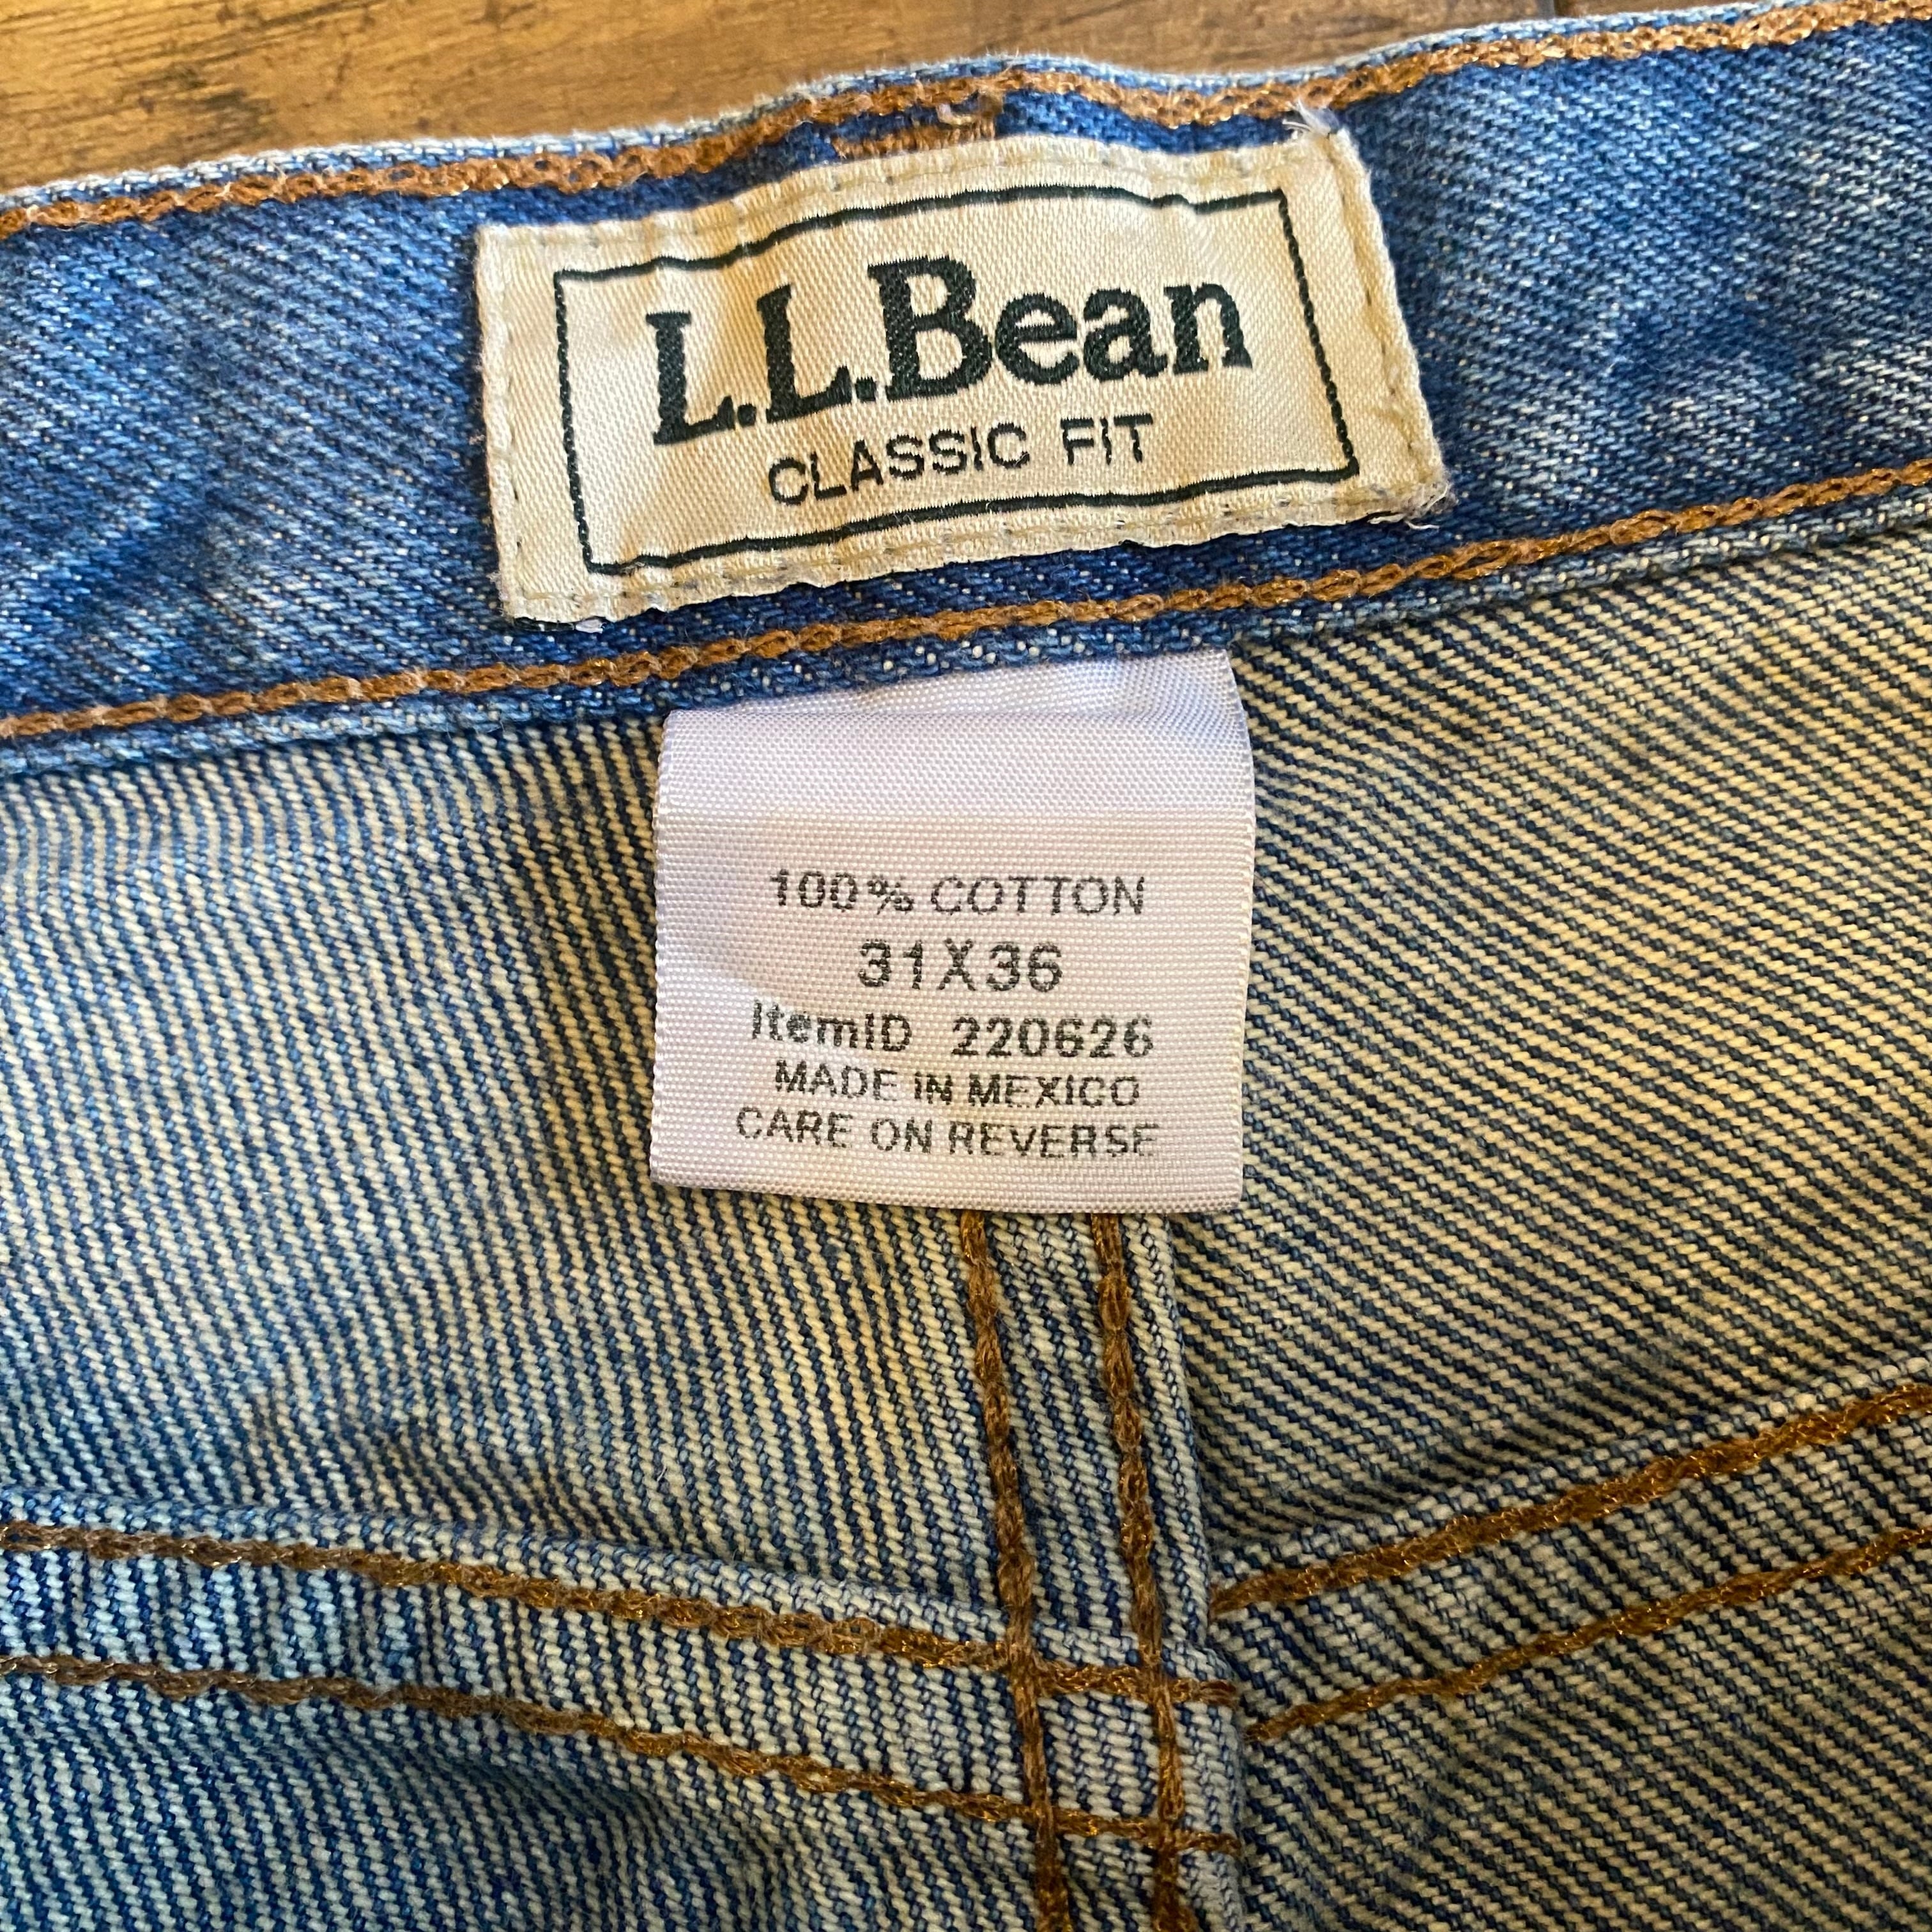 L.L.Bean
CLASSIC FIT
100% COTTON
31X36
ItemID 220626
MADE IN MEXICO
CARE ON REVERSE